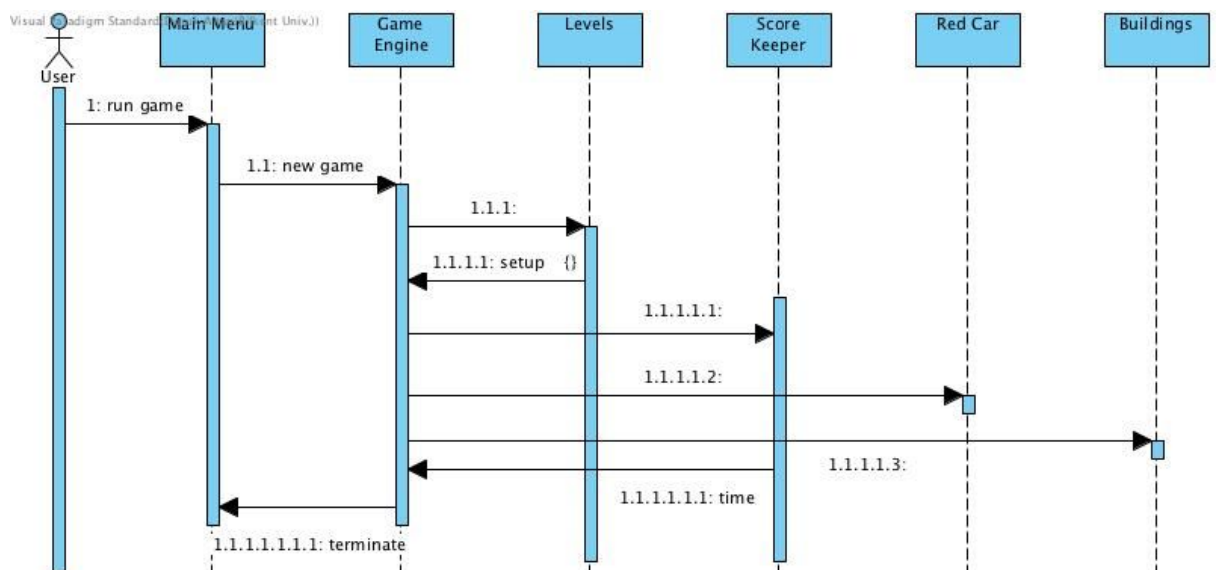 Visual Paradigm Standard
Kent Univ.))
User
Main Menu
Game
Engine
Levels
Score
Keeper
Red Car
Buildings
1: run game
1.1: new game
1.1.1:
1.1.1.1: setup {}
1.1.1.1.1:
1.1.1.1.2:
1.1.1.1.3:
1.1.1.1.1.1: time
1.1.1.1.1.1.1: terminate